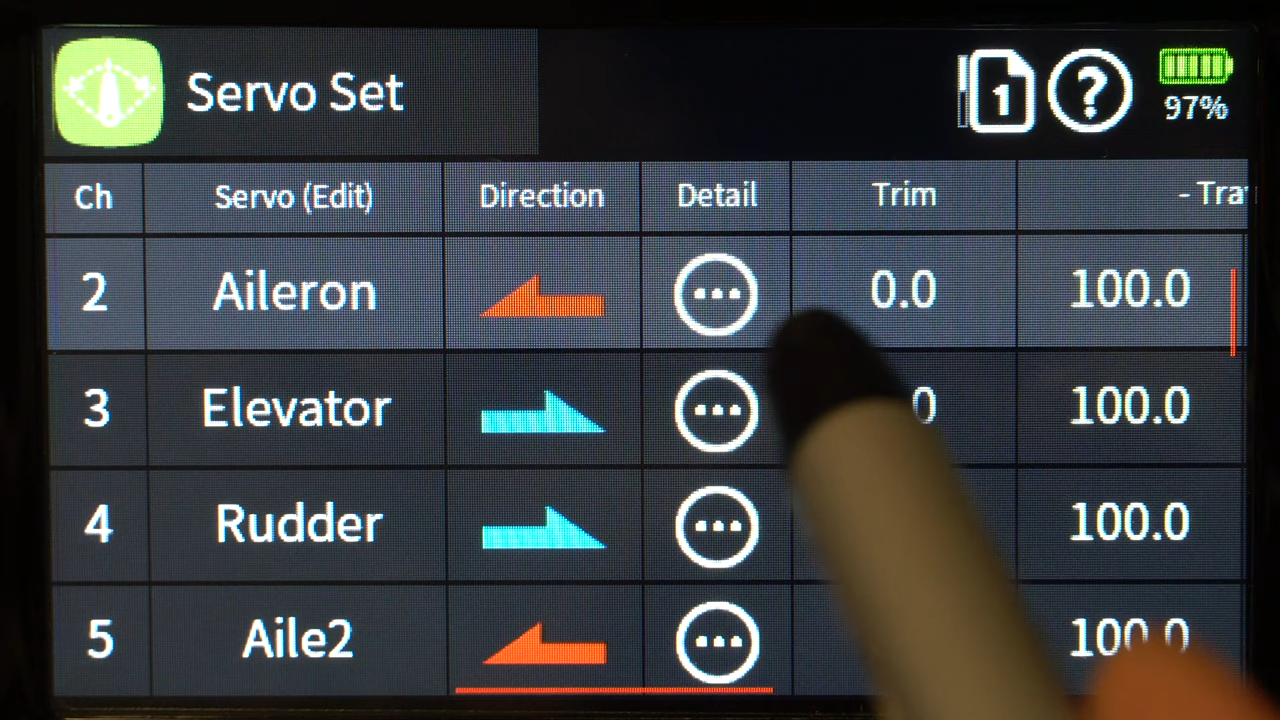 Servo Set
1
?
97%
Ch Servo (Edit) Direction Detail Trim - Tra
2 Aileron 0.0 100.0
3 Elevator 0 100.0
4 Rudder 100.0
5 Aile2 100.0